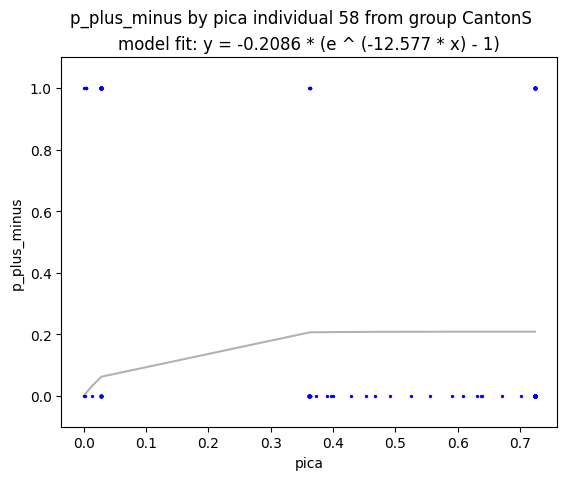 p_plus_minus by pica individual 58 from group CantonS
model fit: y = -0.2086 * (e ^ (-12.577 * x) - 1)
1.0
0.8
0.6
0.4
0.2
0.0
p_plus_minus
0.0 0.1 0.2 0.3 0.4 0.5 0.6 0.7
pica